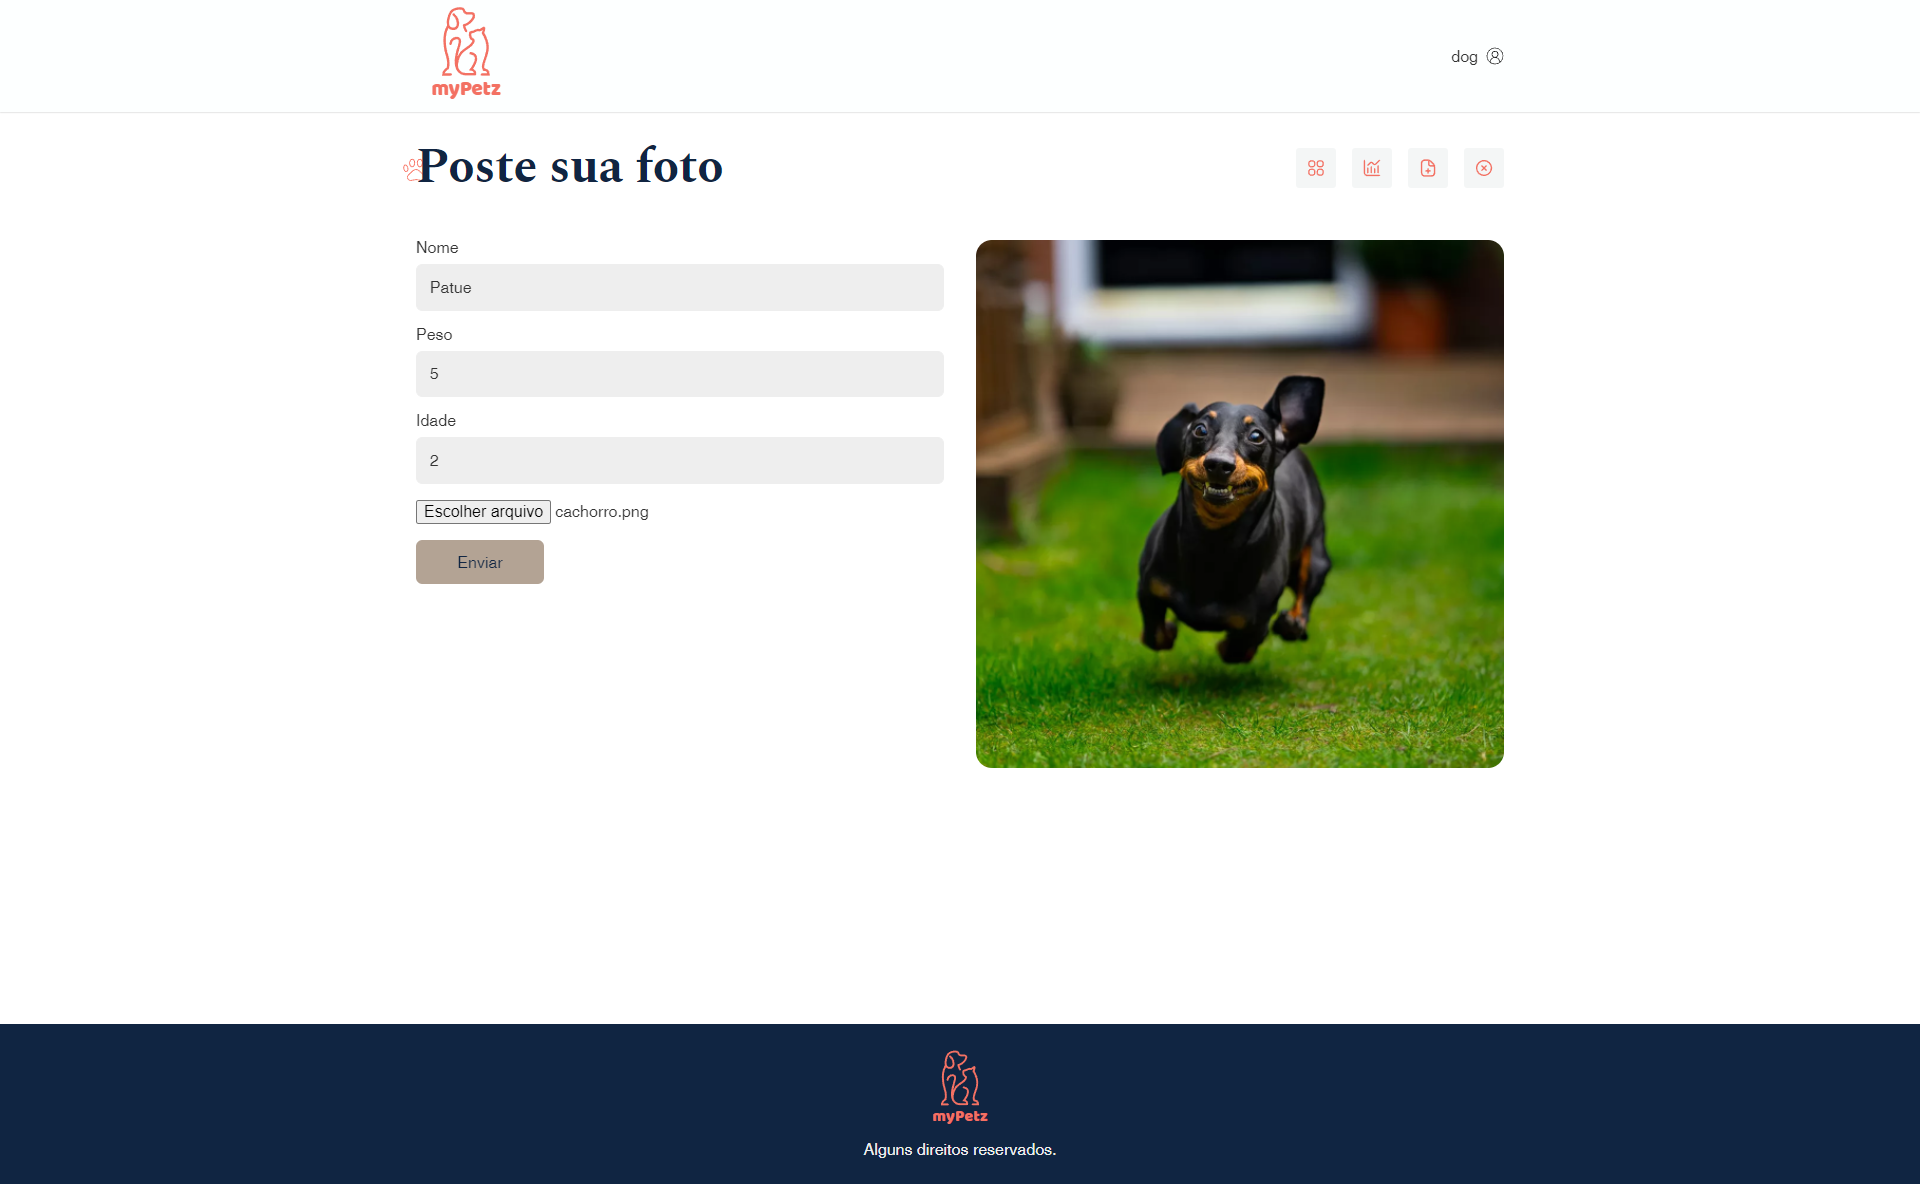 myPetz
dog
Poste sua foto
Nome
Patue
Peso
5
Idade
2
Escolher arquivo cachorro.png
Enviar
myPetz
Alguns direitos reservados.